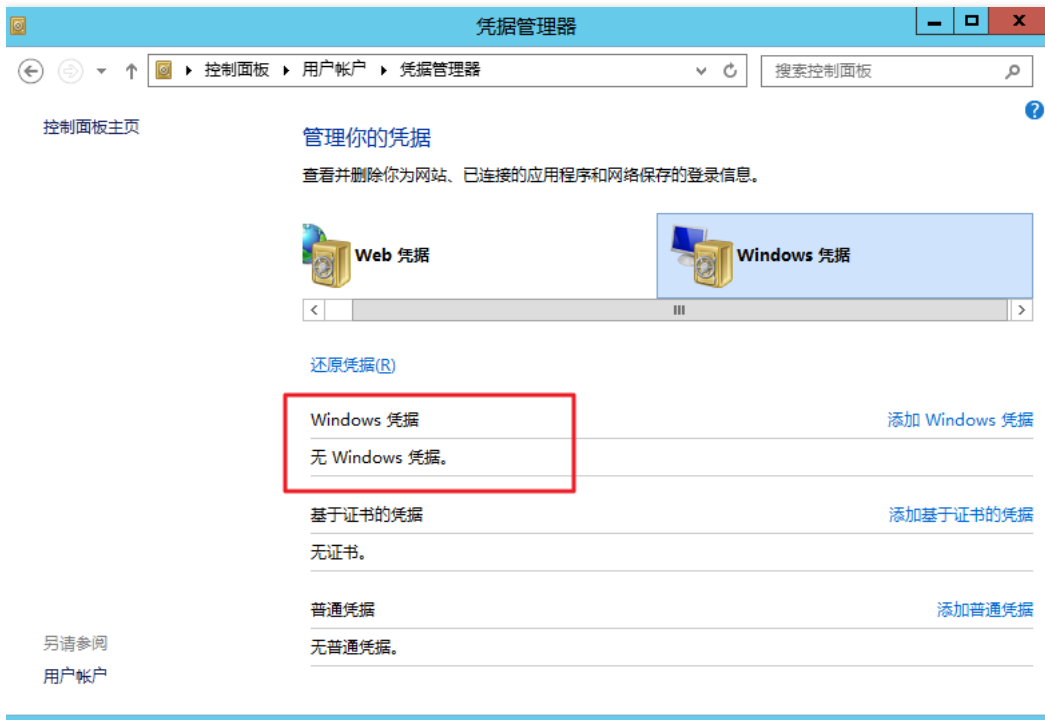 凭据管理器
控制面板 用户帐户 凭据管理器 搜索控制面板
控制面板主页
管理你的凭据
查看并删除你为网站、已连接的应用程序和网络保存的登录信息。
Web 凭据 Windows 凭据
还原凭据(R)
Windows 凭据 添加 Windows 凭据
无 Windows 凭据。
基于证书的凭据 添加基于证书的凭据
无证书。
普通凭据 添加普通凭据
无普通凭据。
另请参阅
用户帐户